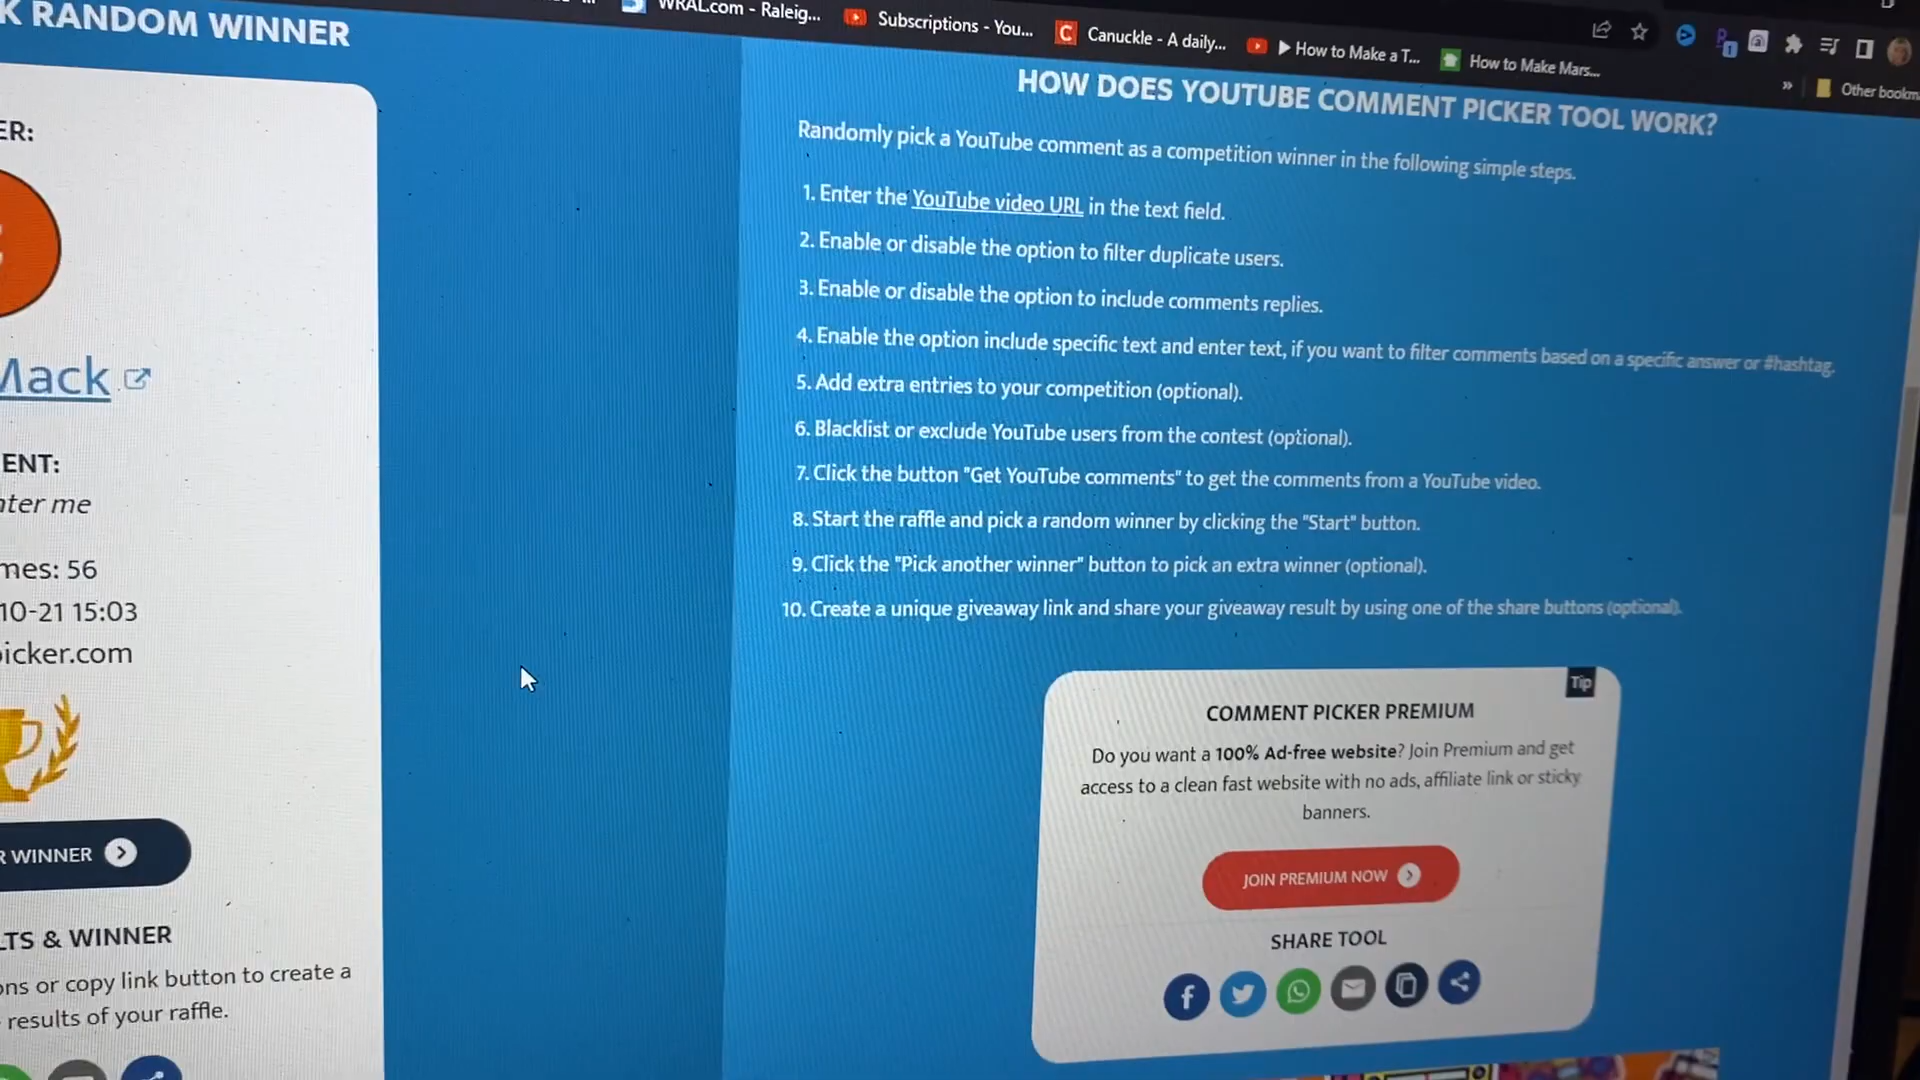 WRAL.com - Raleig...
Subscriptions - You...
Canuckle - A daily...
How to Make a T...
How to Make Mars...
»
Other bookm
K RANDOM WINNER
ER:
Mack
ENT:
nter me
mes: 56
10-21 15:03
picker.com
R WINNER
LTS & WINNER
ons or copy link button to create a
results of your raffle.
HOW DOES YOUTUBE COMMENT PICKER TOOL WORK?
Randomly pick a YouTube comment as a competition winner in the following simple steps.
1. Enter the YouTube video URL in the text field.
2. Enable or disable the option to filter duplicate users.
3. Enable or disable the option to include comments replies.
4. Enable the option include specific text and enter text, if you want to filter comments based on a specific answer or #hashtag.
5. Add extra entries to your competition (optional).
6. Blacklist or exclude YouTube users from the contest (optional).
7. Click the button "Get YouTube comments" to get the comments from a YouTube video.
8. Start the raffle and pick a random winner by clicking the "Start" button.
9. Click the "Pick another winner" button to pick an extra winner (optional).
10. Create a unique giveaway link and share your giveaway result by using one of the share buttons (optional).
Tip
COMMENT PICKER PREMIUM
Do you want a 100% Ad-free website? Join Premium and get
access to a clean fast website with no ads, affiliate link or sticky
banners.
JOIN PREMIUM NOW
SHARE TOOL